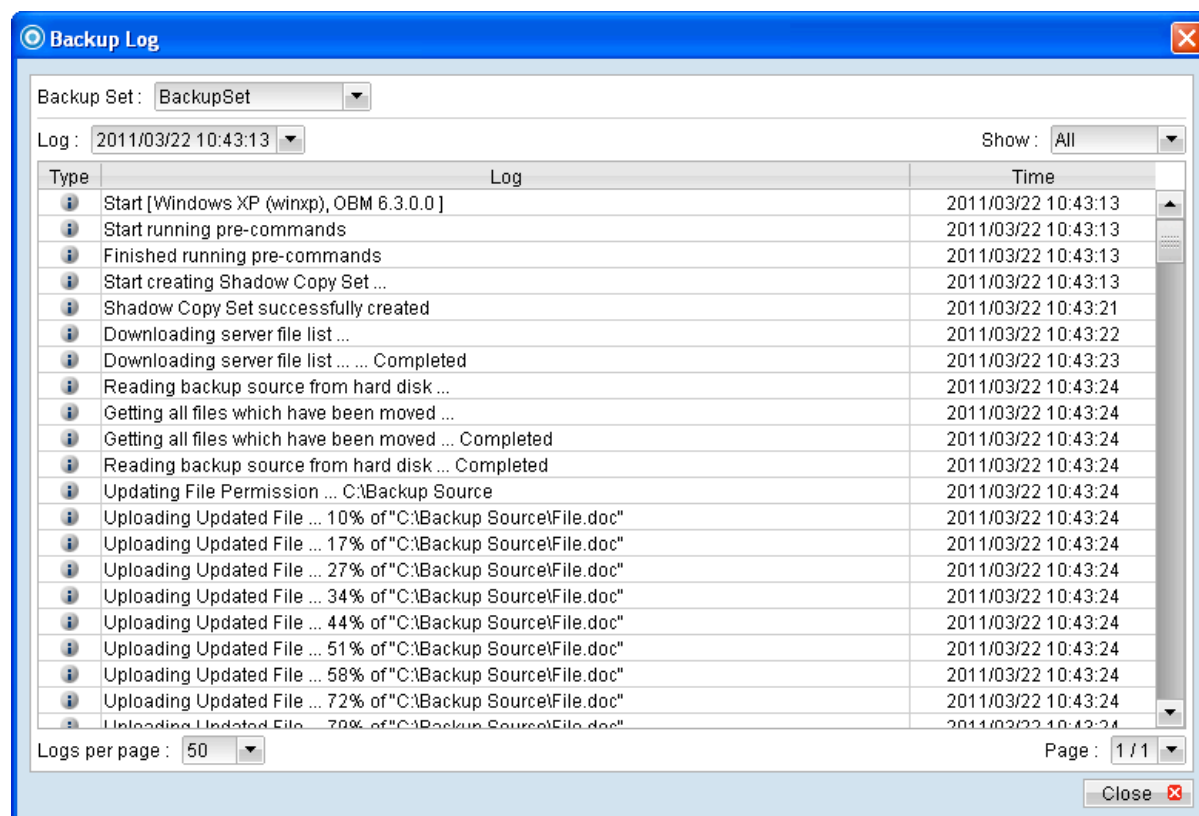 Backup Log
Backup Set : BackupSet
Log : 2011/03/22 10:43:13 Show : All
Type Log Time
Start [Windows XP (winxp), OBM 6.3.0.0 ] 2011/03/22 10:43:13
Start running pre-commands 2011/03/22 10:43:13
Finished running pre-commands 2011/03/22 10:43:13
Start creating Shadow Copy Set ... 2011/03/22 10:43:13
Shadow Copy Set successfully created 2011/03/22 10:43:21
Downloading server file list ... 2011/03/22 10:43:22
Downloading server file list ... ... Completed 2011/03/22 10:43:23
Reading backup source from hard disk ... 2011/03/22 10:43:24
Getting all files which have been moved ... 2011/03/22 10:43:24
Getting all files which have been moved ... Completed 2011/03/22 10:43:24
Reading backup source from hard disk ... Completed 2011/03/22 10:43:24
Updating File Permission ... C:\Backup Source 2011/03/22 10:43:24
Uploading Updated File ... 10% of "C:\Backup Source\File.doc" 2011/03/22 10:43:24
Uploading Updated File ... 17% of "C:\Backup Source\File.doc" 2011/03/22 10:43:24
Uploading Updated File ... 27% of "C:\Backup Source\File.doc" 2011/03/22 10:43:24
Uploading Updated File ... 34% of "C:\Backup Source\File.doc" 2011/03/22 10:43:24
Uploading Updated File ... 44% of "C:\Backup Source\File.doc" 2011/03/22 10:43:24
Uploading Updated File ... 51% of "C:\Backup Source\File.doc" 2011/03/22 10:43:24
Uploading Updated File ... 58% of "C:\Backup Source\File.doc" 2011/03/22 10:43:24
Uploading Updated File ... 72% of "C:\Backup Source\File.doc" 2011/03/22 10:43:24
Uploading Updated File ... 79% of "C:\Backup Source\File.doc" 2011/03/22 10:43:24
Logs per page : 50 Page : 1 / 1
Close